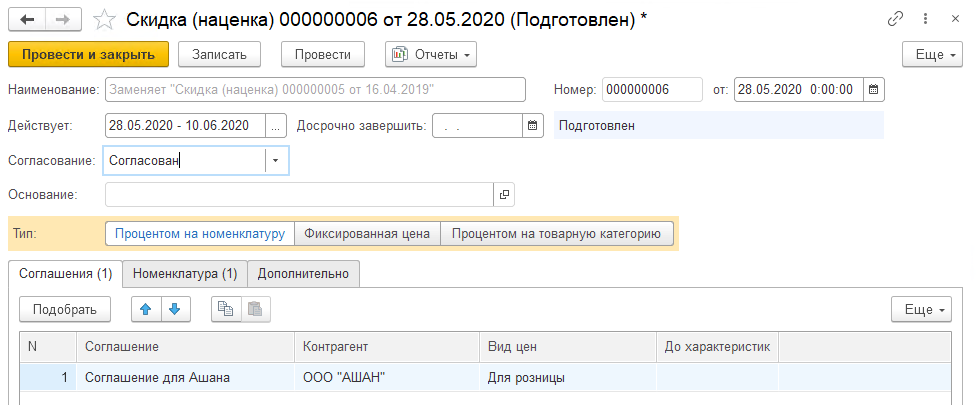 Скидка (наценка) 000000006 от 28.05.2020 (Подготовлен) *
Провести и закрыть Записать Провести Отчеты Еще
Наименование: Заменяет "Скидка (наценка) 000000005 от 16.04.2019" Номер: 000000006 от: 28.05.2020 0:00:00
Действует: 28.05.2020 - 10.06.2020 ... Досрочно завершить: . . Подготовлен
Согласование: Согласован
Основание:
Тип: Процентом на номенклатуру Фиксированная цена Процентом на товарную категорию
Соглашения (1) Номенклатура (1) Дополнительно
Подобрать Еще
N Соглашение Контрагент Вид цен До характеристик
1 Соглашение для Ашана ООО "АШАН" Для розницы